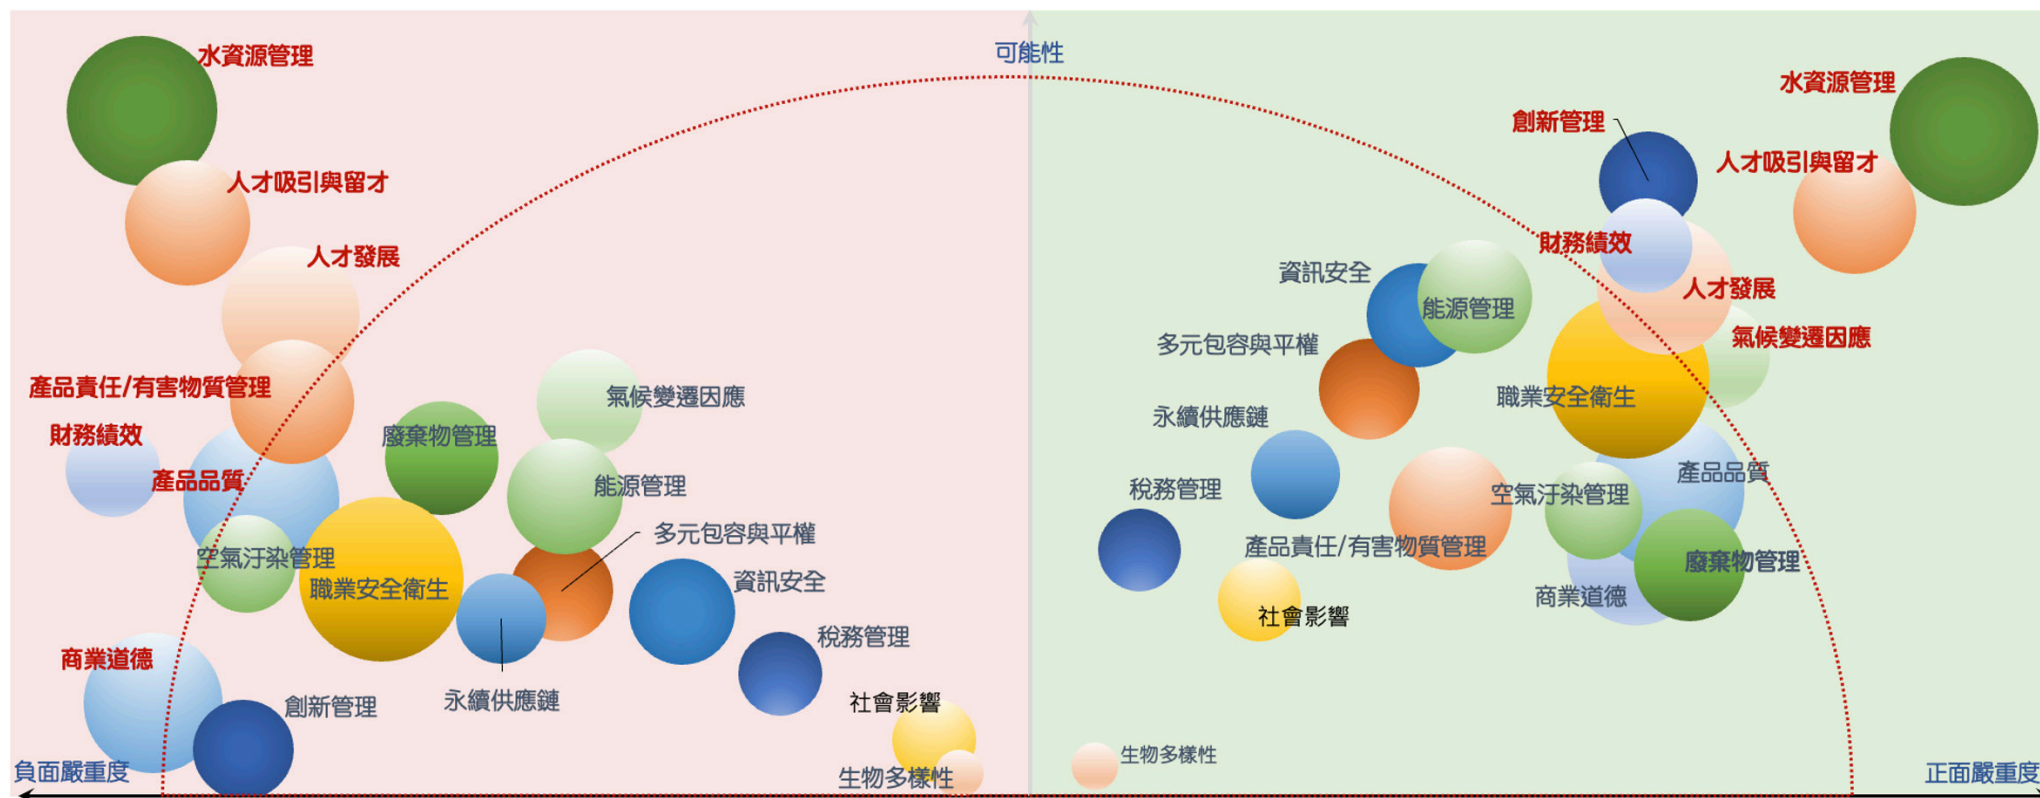 可能性
水資源管理
人才吸引與留才
人才發展
產品責任/有害物質管理
財務績效
產品品質
空氣汙染管理
廢棄物管理
職業安全衛生
氣候變遷因應
能源管理
多元包容與平權
資訊安全
稅務管理
永續供應鏈
商業道德
創新管理
社會影響
生物多樣性
負面嚴重度
水資源管理
創新管理
人才吸引與留才
財務績效
資訊安全
人才發展
能源管理
氣候變遷因應
多元包容與平權
職業安全衛生
永續供應鏈
產品品質
稅務管理
空氣汙染管理
產品責任/有害物質管理
廢棄物管理
商業道德
社會影響
生物多樣性
正面嚴重度